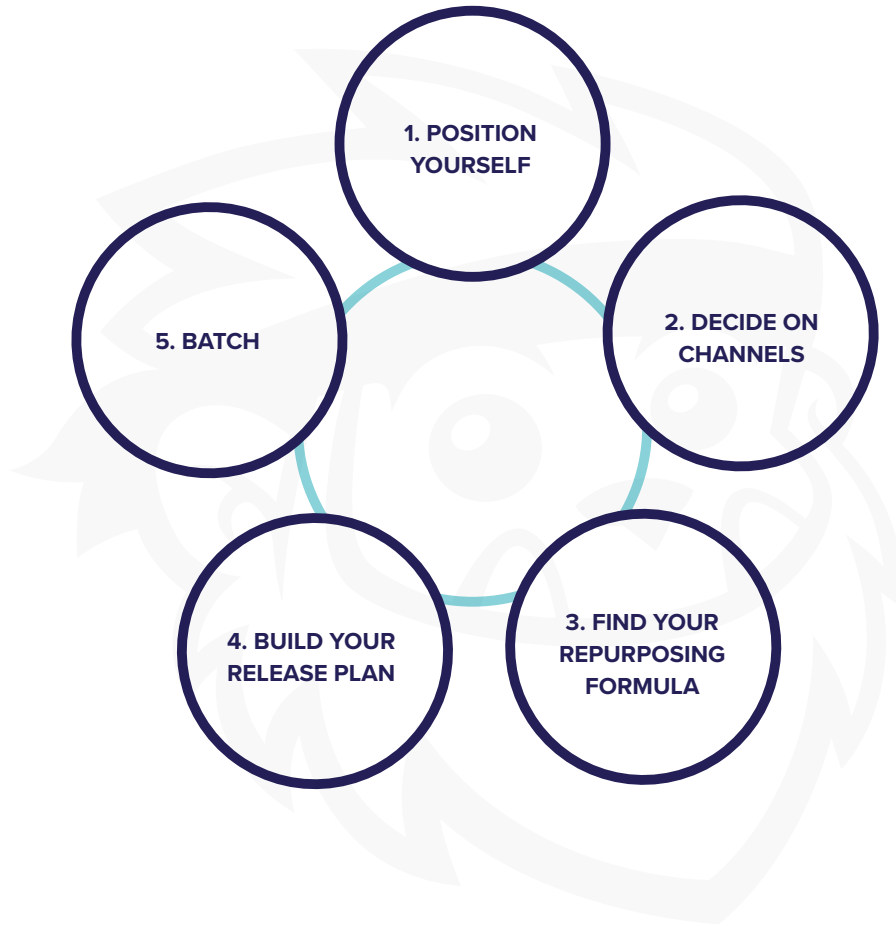 1. POSITION
YOURSELF
2. DECIDE ON
CHANNELS
3. FIND YOUR
REPURPOSING
FORMULA
4. BUILD YOUR
RELEASE PLAN
5. BATCH